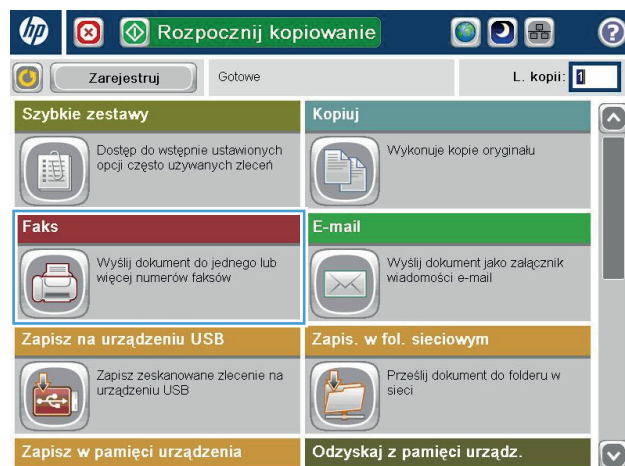 hp
Rozpocznij kopiowanie
?
Zarejestruj
Gotowe
L. kopii: 1
Szybkie zestawy
Dostęp do wstępnie ustawionych
opcji często używanych zleceń
Kopiuj
Wykonuje kopie oryginału
Faks
Wyślij dokument do jednego lub
więcej numerów faksów
E-mail
Wyślij dokument jako załącznik
wiadomości e-mail
Zapisz na urządzeniu USB
Zapisz zeskanowane zlecenie na
urządzeniu USB
Zapis. w fol. sieciowym
Prześlij dokument do folderu w
sieci
Zapisz w pamięci urządzenia
Odzyskaj z pamięci urządz.